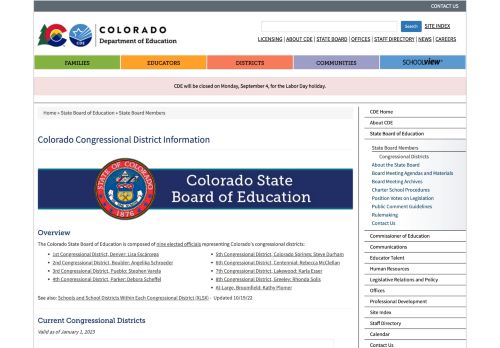 CONTACT US
COLORADO
Department of Education
CDE
Search
SITE INDEX
LICENSING | ABOUT CDE | STATE BOARD | OFFICES | STAFF DIRECTORY | NEWS | CAREERS
FAMILIES
EDUCATORS
DISTRICTS
COMMUNITIES
SCHOOLVIEW
CDE will be closed on Monday, September 4, for the Labor Day holiday.
Home » State Board of Education » State Board Members
Colorado Congressional District Information
STATE OF COLORADO
1876
Colorado State
Board of Education
Overview
The Colorado State Board of Education is composed of nine elected officials representing Colorado's congressional districts:
1st Congressional District, Denver: Lisa Escárcega
2nd Congressional District, Boulder: Angelika Schroeder
3rd Congressional District, Pueblo: Stephen Varela
4th Congressional District, Parker: Debora Scheffel
5th Congressional District, Colorado Springs: Steve Durham
6th Congressional District, Centennial: Rebecca McClellan
7th Congressional District, Lakewood: Karla Esser
8th Congressional District, Greeley: Rhonda Solis
At Large, Broomfield: Kathy Plomer
See also: Schools and School Districts Within Each Congressional District (XLSX) - Updated 10/19/22
Current Congressional Districts
Valid as of January 1, 2023
CDE Home
About CDE
State Board of Education
State Board Members
Congressional Districts
About the State Board
Board Meeting Agendas and Materials
Board Meeting Archives
Charter School Procedures
Position Votes on Legislation
Public Comment Guidelines
Rulemaking
Contact Us
Commissioner of Education
Communications
Educator Talent
Human Resources
Legislative Relations and Policy
Offices
Professional Development
Site Index
Staff Directory
Calendar
Contact Us